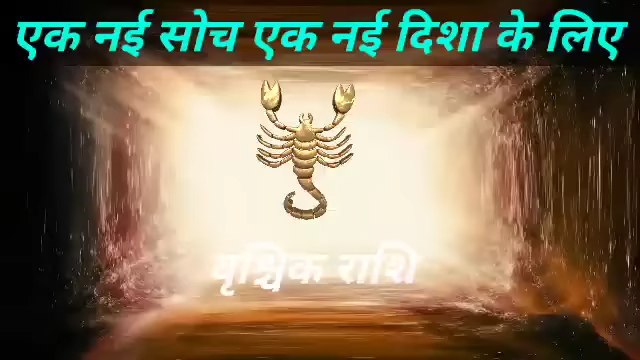 एक नई सोच एक नई दिशा के लिए
वृश्चिक राशि